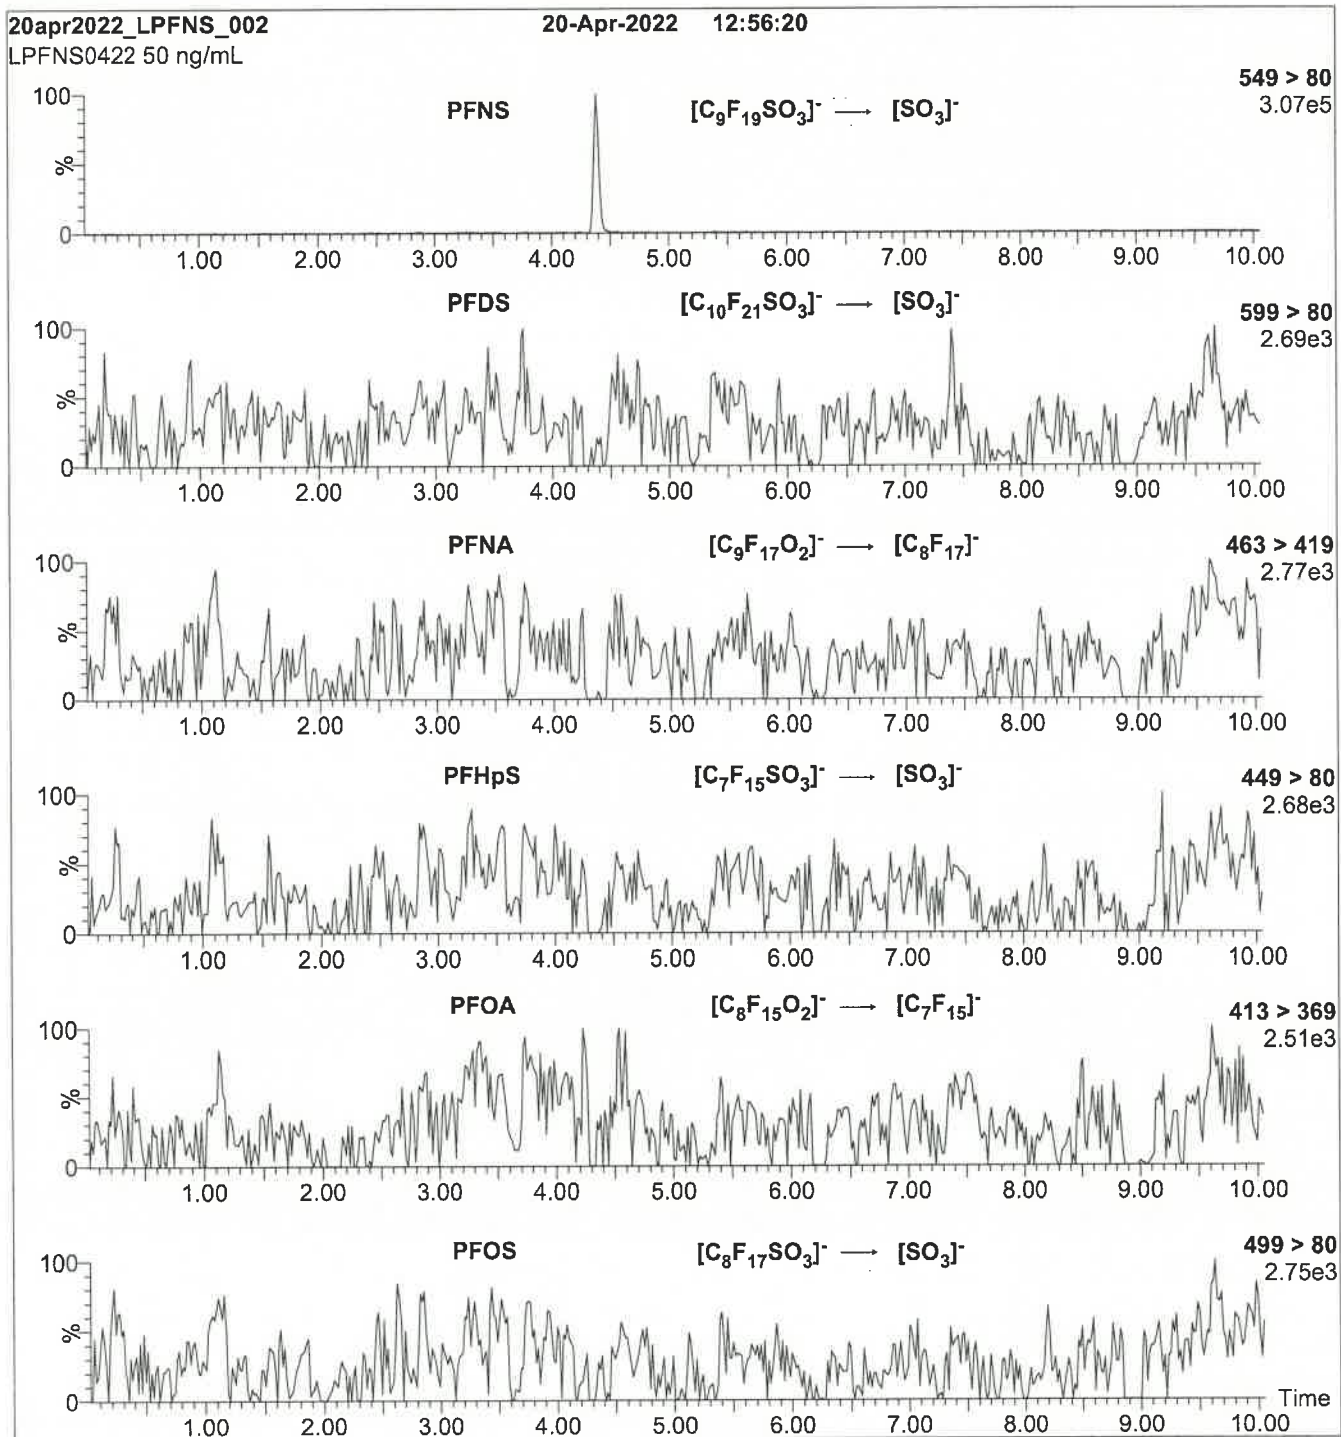 20apr2022_LPFNS_002 20-Apr-2022 12:56:20
LPFNS0422 50 ng/mL
549 > 80
3.07e5
PFNS [C₉F₁₉SO₃]⁻ → [SO₃]⁻
100
%
0
1.00 2.00 3.00 4.00 5.00 6.00 7.00 8.00 9.00 10.00
PFDS [C₁₀F₂₁SO₃]⁻ → [SO₃]⁻
599 > 80
2.69e3
100
%
0
1.00 2.00 3.00 4.00 5.00 6.00 7.00 8.00 9.00 10.00
PFNA [C₉F₁₇O₂]⁻ → [C₈F₁₇]⁻ 463 > 419
2.77e3
100
%
0
1.00 2.00 3.00 4.00 5.00 6.00 7.00 8.00 9.00 10.00
PFHpS [C₇F₁₅SO₃]⁻ → [SO₃]⁻ 449 > 80
2.68e3
100
%
0
1.00 2.00 3.00 4.00 5.00 6.00 7.00 8.00 9.00 10.00
PFOA [C₈F₁₅O₂]⁻ → [C₇F₁₅]⁻ 413 > 369
2.51e3
100
%
0
1.00 2.00 3.00 4.00 5.00 6.00 7.00 8.00 9.00 10.00
PFOS [C₈F₁₇SO₃]⁻ → [SO₃]⁻ 499 > 80
2.75e3
100
%
0
Time
1.00 2.00 3.00 4.00 5.00 6.00 7.00 8.00 9.00 10.00